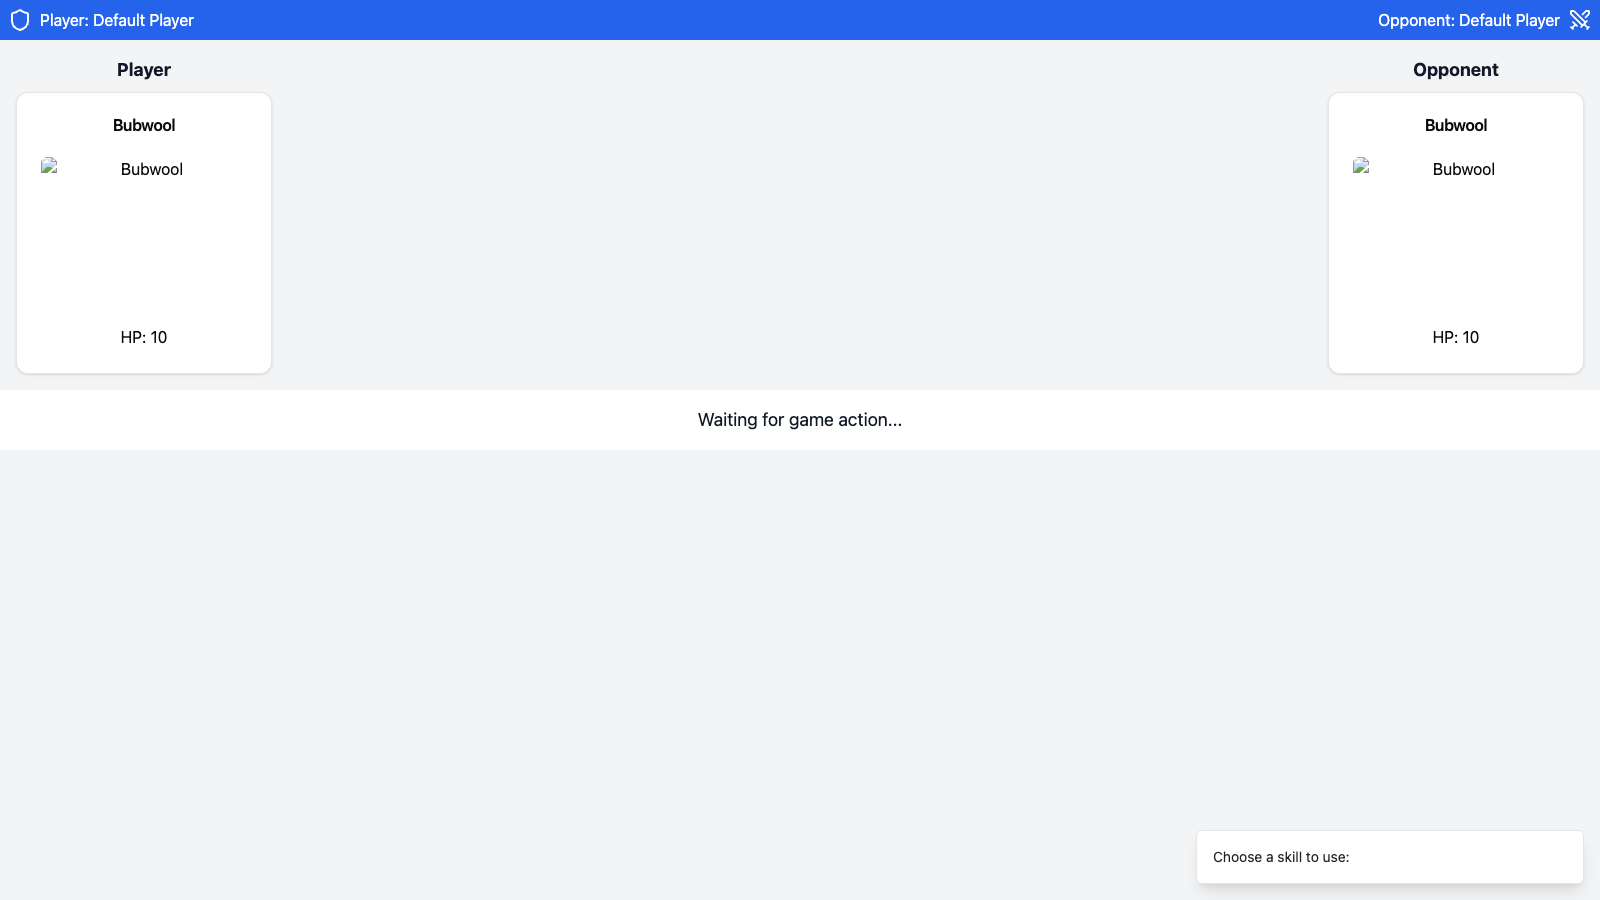 Player: Default Player
Opponent: Default Player
Player
Bubwool
Bubwool
HP: 10
Opponent
Bubwool
Bubwool
HP: 10
Waiting for game action...
Choose a skill to use: